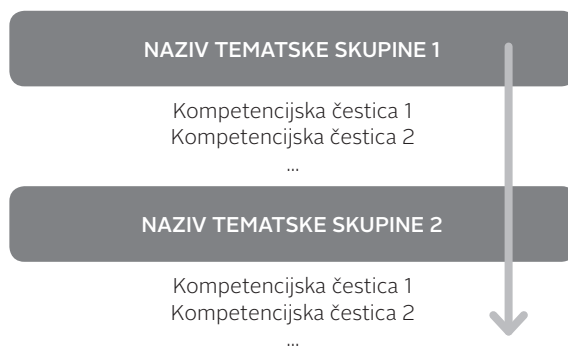 NAZIV TEMATSKE SKUPINE 1
Kompetencijska čestica 1
Kompetencijska čestica 2
...
NAZIV TEMATSKE SKUPINE 2
Kompetencijska čestica 1
Kompetencijska čestica 2
...